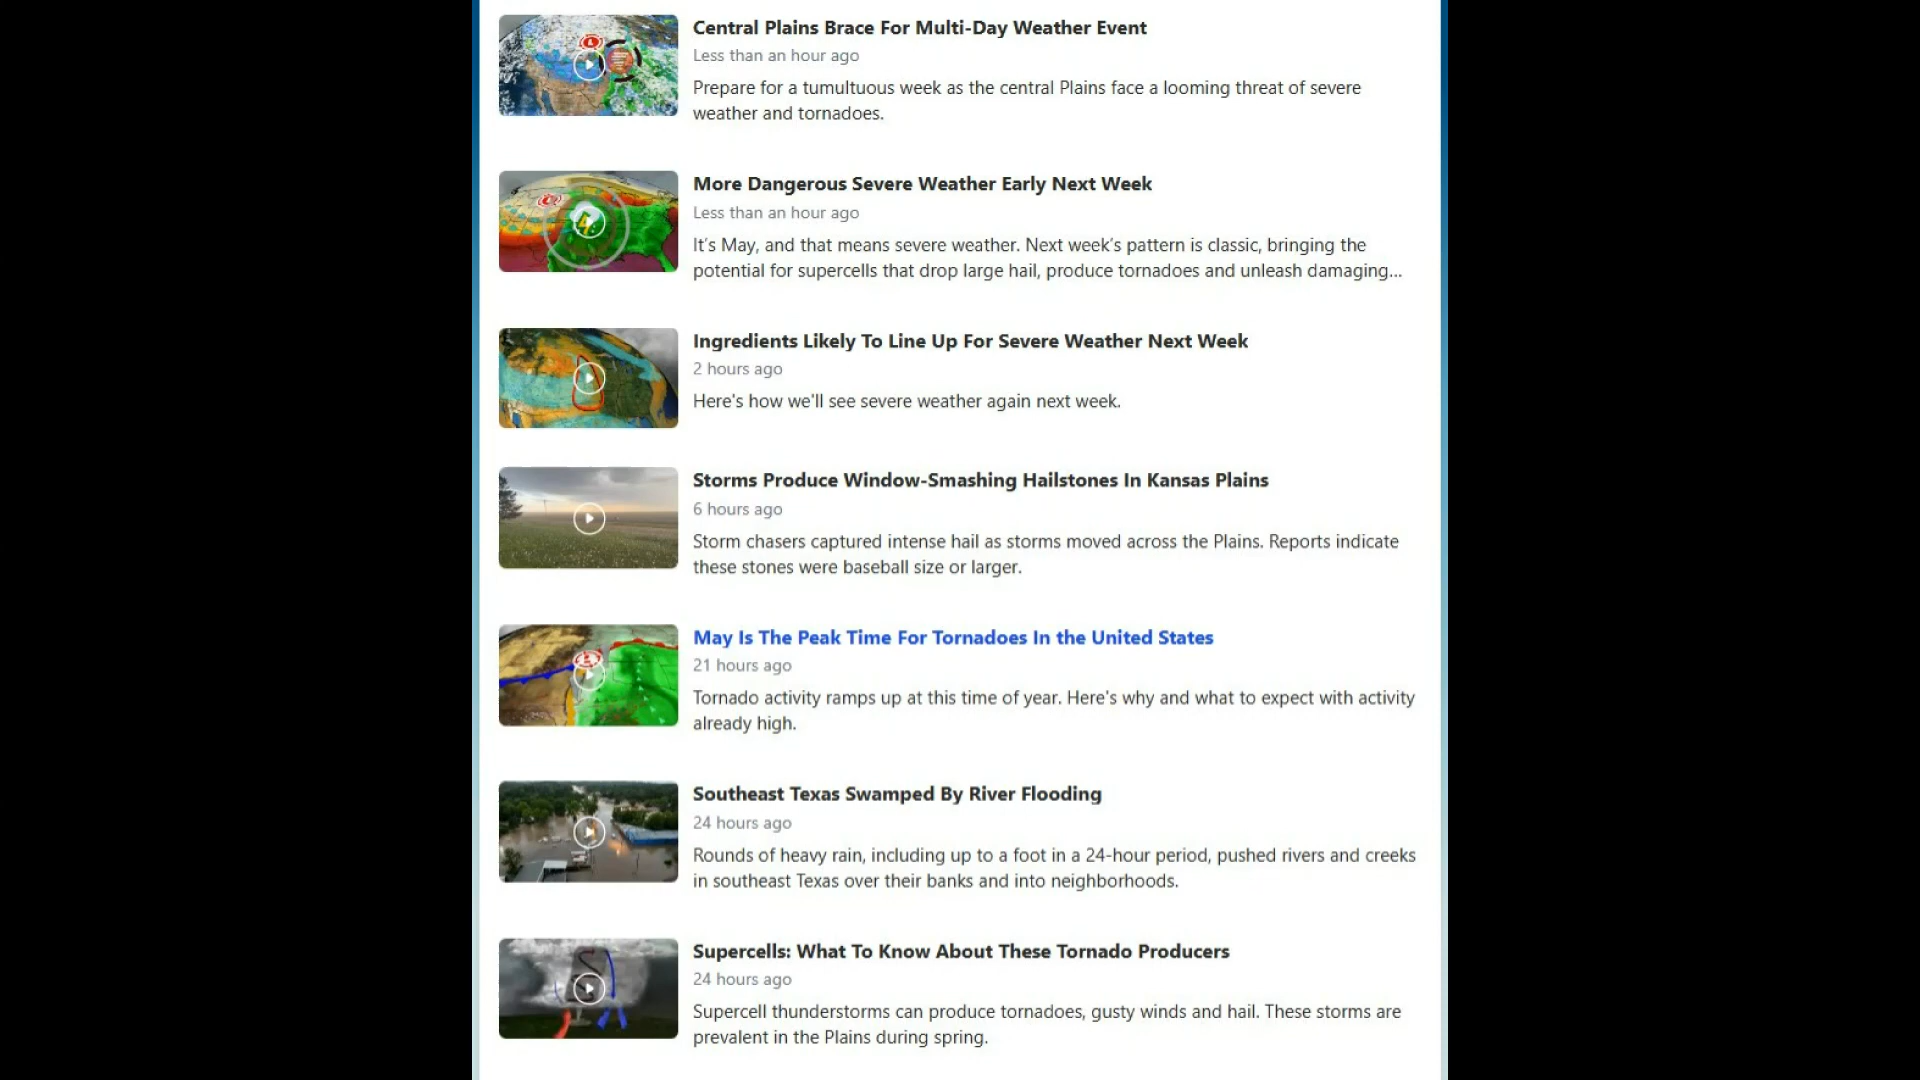 Central Plains Brace For Multi-Day Weather Event
Less than an hour ago
Prepare for a tumultuous week as the central Plains face a looming threat of severe
weather and tornadoes.
More Dangerous Severe Weather Early Next Week
Less than an hour ago
It’s May, and that means severe weather. Next week’s pattern is classic, bringing the
potential for supercells that drop large hail, produce tornadoes and unleash damaging...
Ingredients Likely To Line Up For Severe Weather Next Week
2 hours ago
Here's how we'll see severe weather again next week.
Storms Produce Window-Smashing Hailstones In Kansas Plains
6 hours ago
Storm chasers captured intense hail as storms moved across the Plains. Reports indicate
these stones were baseball size or larger.
May Is The Peak Time For Tornadoes In the United States
21 hours ago
Tornado activity ramps up at this time of year. Here's why and what to expect with activity
already high.
Southeast Texas Swamped By River Flooding
24 hours ago
Rounds of heavy rain, including up to a foot in a 24-hour period, pushed rivers and creeks
in southeast Texas over their banks and into neighborhoods.
Supercells: What To Know About These Tornado Producers
24 hours ago
Supercell thunderstorms can produce tornadoes, gusty winds and hail. These storms are
prevalent in the Plains during spring.